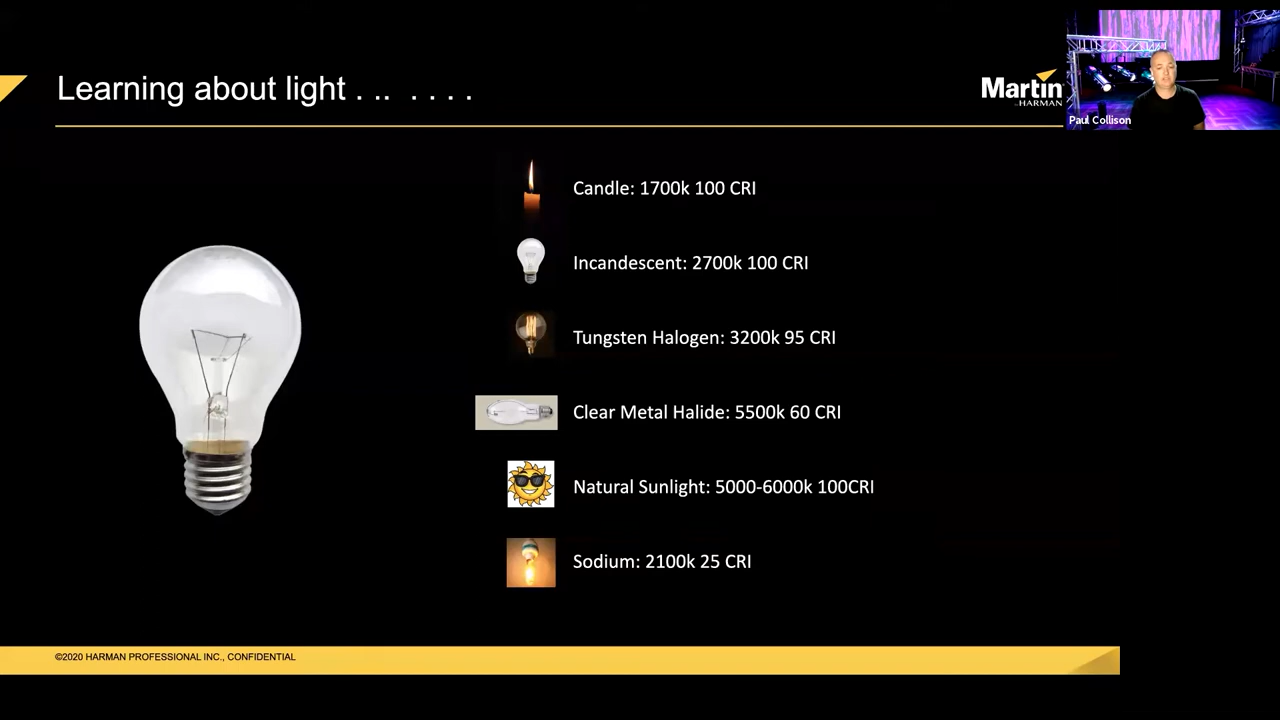 Learning about light . .. . . . .
Martin
by HARMAN
Paul Collison
Candle: 1700k 100 CRI
Incandescent: 2700k 100 CRI
Tungsten Halogen: 3200k 95 CRI
Clear Metal Halide: 5500k 60 CRI
Natural Sunlight: 5000-6000k 100CRI
Sodium: 2100k 25 CRI
©2020 HARMAN PROFESSIONAL INC., CONFIDENTIAL